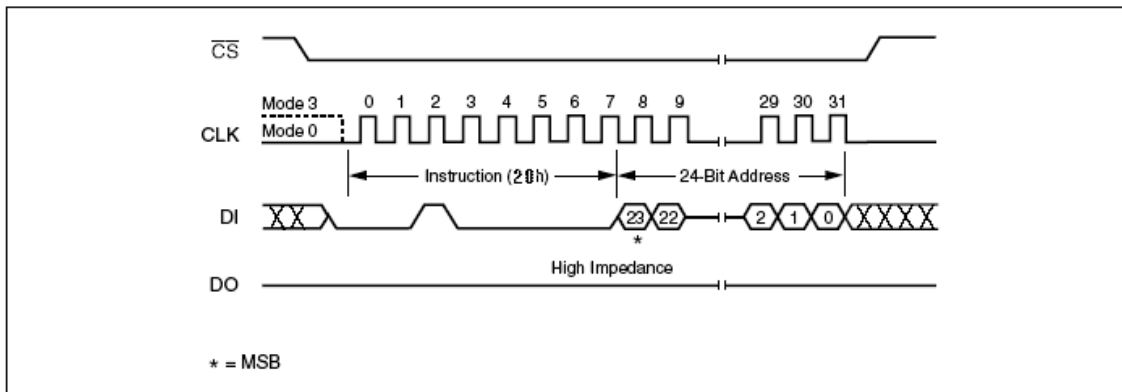 CS
Mode 3 0 1 2 3 4 5 6 7 8 9 29 30 31
CLK Mode 0
Instruction (20h) 24-Bit Address
DI 23 22 2 1 0
*
High Impedance
DO
* = MSB